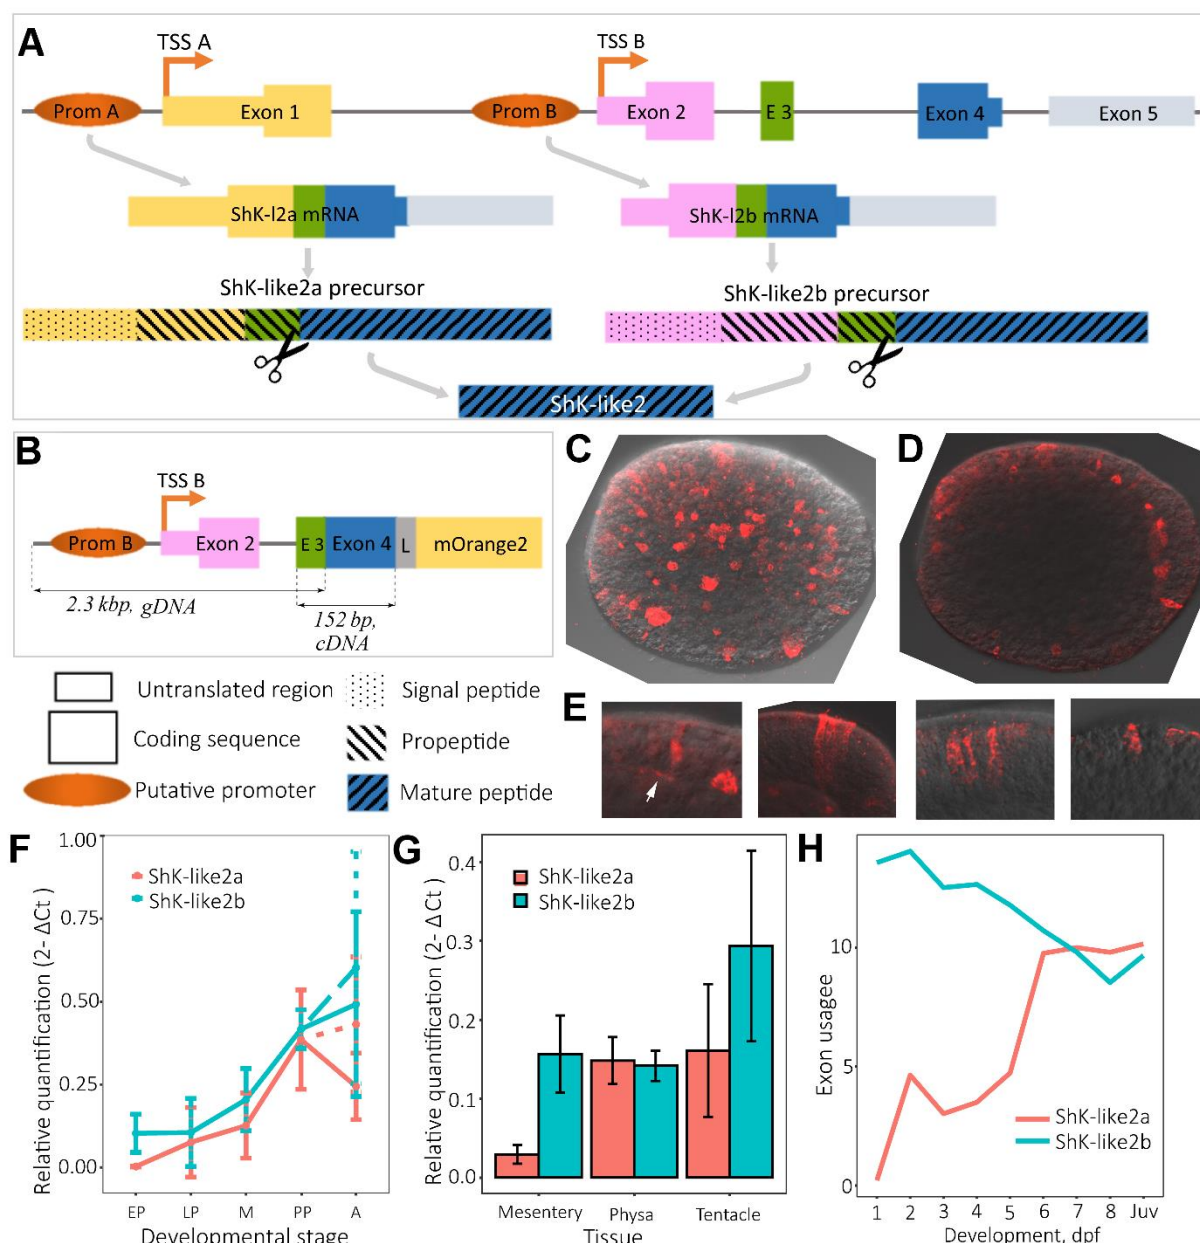 A
TSS A
TSS B
Prom A
Exon 1
Prom B
Exon 2
E 3
Exon 4
Exon 5
ShK-l2a mRNA
ShK-l2b mRNA
ShK-like2a precursor
ShK-like2b precursor
ShK-like2
B
TSS B
Prom B
Exon 2
E 3
Exon 4
L
mOrange2
2.3 kbp, gDNA
152 bp,
cDNA
Untranslated region
Signal peptide
Coding sequence
Propeptide
Putative promoter
Mature peptide
C
D
E
F
Relative quantification (2- ΔCt )
1.00
0.75
0.50
0.25
0.00
ShK-like2a
ShK-like2b
EP LP M PP A
Developmental stage
G
Relative quantification (2- ΔCt )
0.4
0.3
0.2
0.1
0.0
ShK-like2a
ShK-like2b
Mesentery Physa Tentacle
Tissue
H
Exon usagee
10
5
0
ShK-like2a
ShK-like2b
1 2 3 4 5 6 7 8 Juv
Development, dpf